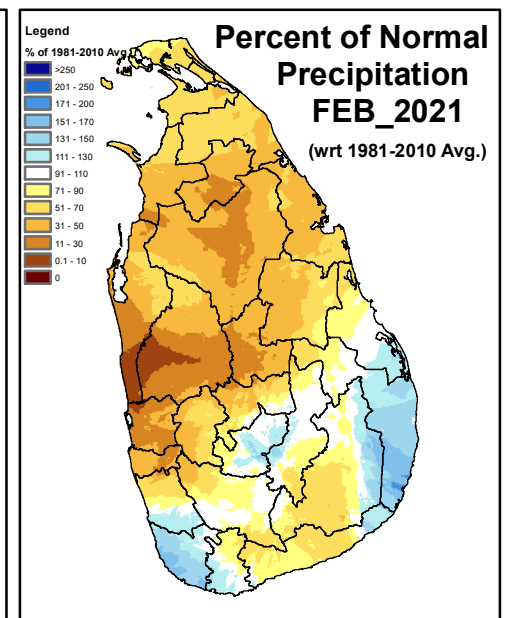 Percent of Normal
Precipitation
FEB_2021
(wrt 1981-2010 Avg.)
Legend
% of 1981-2010 Avg.
>250
201 - 250
171 - 200
151 - 170
131 - 150
111 - 130
91 - 110
71 - 90
51 - 70
31 - 50
11 - 30
0.1 - 10
0